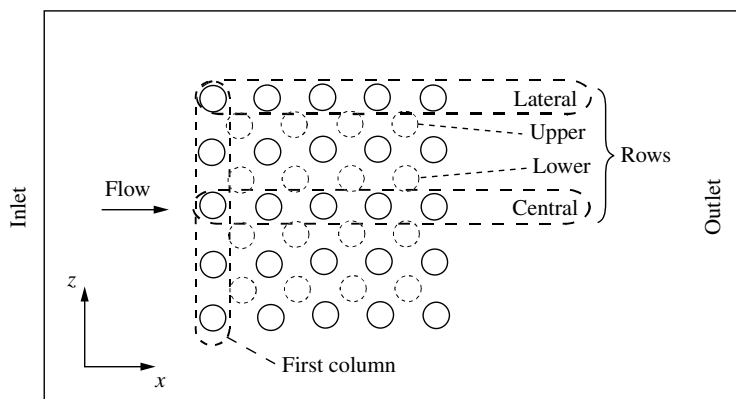 Lateral
Upper
Lower
Rows
Flow
Central
Inlet
Outlet
z
x
First column